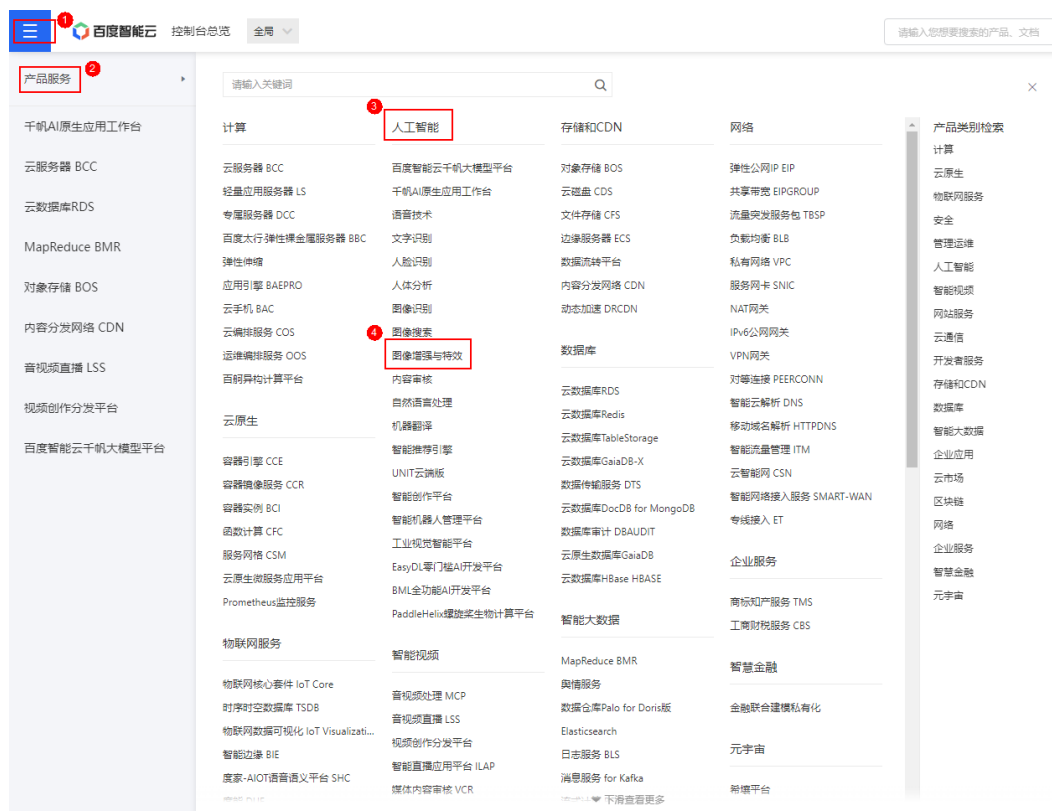 1
百度智能云
控制台总览
全局
请输入您想要搜索的产品、文档
产品服务
2
千帆AI原生应用工作台
云服务器 BCC
云数据库RDS
MapReduce BMR
对象存储 BOS
内容分发网络 CDN
音视频直播 LSS
视频创作分发平台
百度智能云千帆大模型平台
请输入关键词
计算
云服务器 BCC
轻量应用服务器 LS
专属服务器 DCC
百度太行·弹性裸金属服务器 BBC
弹性伸缩
应用引擎 BAEPRO
云手机 BAC
云编排服务 COS
运维编排服务 OOS
百舸异构计算平台
云原生
容器引擎 CCE
容器镜像服务 CCR
容器实例 BCI
函数计算 CFC
服务网格 CSM
云原生微服务应用平台
Prometheus监控服务
物联网服务
物联网核心套件 IoT Core
时序时空数据库 TSDB
物联网数据可视化 IoT Visualizati...
智能边缘 BIE
度家-AIOT语音语义平台 SHC
3
人工智能
百度智能云千帆大模型平台
千帆AI原生应用工作台
语音技术
文字识别
人脸识别
人体分析
图像识别
图像搜索
4
图像增强与特效
内容审核
自然语言处理
机器翻译
智能推荐引擎
UNIT云端版
智能创作平台
智能机器人管理平台
工业视觉智能平台
EasyDL零门槛AI开发平台
BML全功能AI开发平台
PaddleHelix螺旋桨生物计算平台
智能视频
音视频处理 MCP
音视频直播 LSS
视频创作分发平台
智能直播应用平台 ILAP
媒体内容审核 VCR
存储和CDN
对象存储 BOS
云磁盘 CDS
文件存储 CFS
边缘服务器 ECS
数据流转平台
内容分发网络 CDN
动态加速 DRCDN
数据库
云数据库RDS
云数据库Redis
云数据库TableStorage
云数据库GaiaDB-X
数据传输服务 DTS
云数据库DocDB for MongoDB
数据库审计 DBAUDIT
云原生数据库GaiaDB
云数据库HBase HBASE
智能大数据
MapReduce BMR
舆情服务
数据仓库Palo for Doris版
Elasticsearch
日志服务 BLS
消息服务 for Kafka
下滑查看更多
网络
弹性公网IP EIP
共享带宽 EIPGROUP
流量突发服务包 TBSP
负载均衡 BLB
私有网络 VPC
服务网卡 SNIC
NAT网关
IPv6公网网关
VPN网关
对等连接 PEERCONN
智能云解析 DNS
移动域名解析 HTTPDNS
智能流量管理 ITM
云智能网 CSN
智能网络接入服务 SMART-WAN
专线接入 ET
企业服务
商标知产服务 TMS
工商财税服务 CBS
智慧金融
金融联合建模私有化
元宇宙
希壤平台
产品类别检索
计算
云原生
物联网服务
安全
管理运维
人工智能
智能视频
网站服务
云通信
开发者服务
存储和CDN
数据库
智能大数据
企业应用
云市场
区块链
网络
企业服务
智慧金融
元宇宙